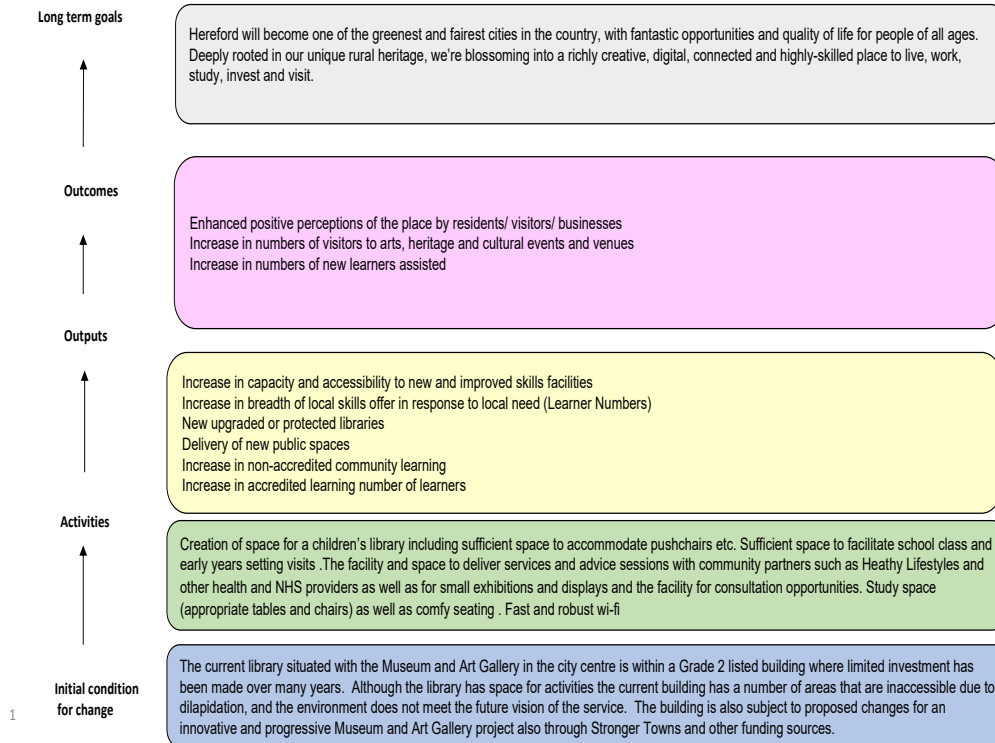 Long term goals
Hereford will become one of the greenest and fairest cities in the country, with fantastic opportunities and quality of life for people of all ages.
Deeply rooted in our unique rural heritage, we're blossoming into a richly creative, digital, connected and highly-skilled place to live, work,
study, invest and visit.
Outcomes
Enhanced positive perceptions of the place by residents/ visitors/ businesses
Increase in numbers of visitors to arts, heritage and cultural events and venues
Increase in numbers of new learners assisted
Outputs
Increase in capacity and accessibility to new and improved skills facilities
Increase in breadth of local skills offer in response to local need (Learner Numbers)
New upgraded or protected libraries
Delivery of new public spaces
Increase in non-accredited community learning
Increase in accredited learning number of learners
Activities
Creation of space for a children's library including sufficient space to accommodate pushchairs etc. Sufficient space to facilitate school class and
early years setting visits .The facility and space to deliver services and advice sessions with community partners such as Heathy Lifestyles and
other health and NHS providers as well as for small exhibitions and displays and the facility for consultation opportunities. Study space
(appropriate tables and chairs) as well as comfy seating . Fast and robust wi-fi
Initial condition
for change
The current library situated with the Museum and Art Gallery in the city centre is within a Grade 2 listed building where limited investment has
been made over many years. Although the library has space for activities the current building has a number of areas that are inaccessible due to
dilapidation, and the environment does not meet the future vision of the service. The building is also subject to proposed changes for an
innovative and progressive Museum and Art Gallery project also through Stronger Towns and other funding sources.
1